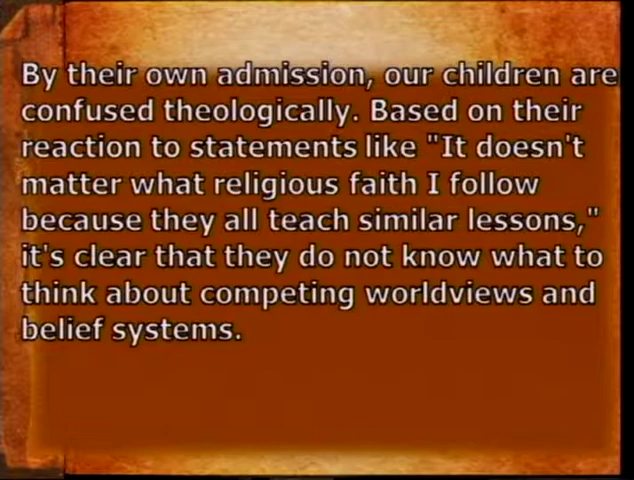 By their own admission, our children are
confused theologically. Based on their
reaction to statements like "It doesn't
matter what religious faith I follow
because they all teach similar lessons,"
it's clear that they do not know what to
think about competing worldviews and
belief systems.